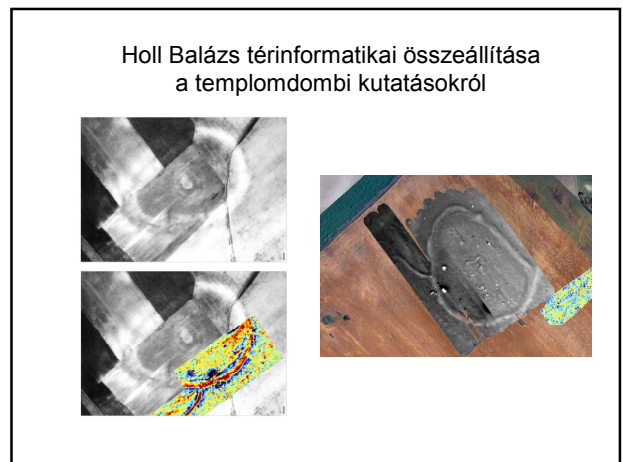 Holl Balázs térinformatikai összeállítása
a templomdombi kutatásokról